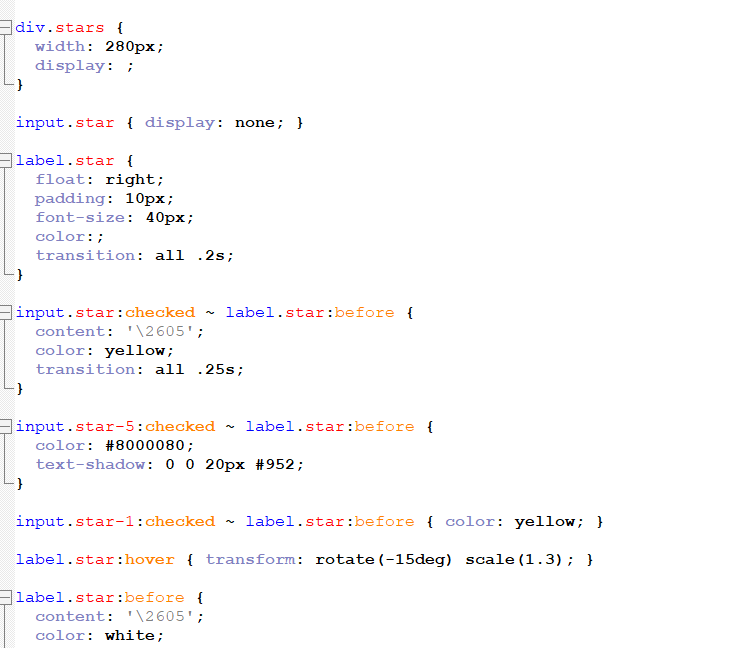 div.stars {
width: 280px;
display: ;
}
input.star { display: none; }
label.star {
float: right;
padding: 10px;
font-size: 40px;
color:;
transition: all .2s;
}
input.star:checked ~ label.star:before {
content: '\2605';
color: yellow;
transition: all .25s;
}
input.star-5:checked ~ label.star:before {
color: #8000080;
text-shadow: 0 0 20px #952;
}
input.star-1:checked ~ label.star:before { color: yellow; }
label.star:hover { transform: rotate(-15deg) scale(1.3); }
label.star:before {
content: '\2605';
color: white;